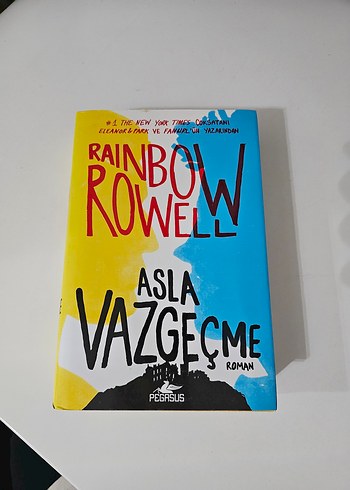 #1 THE NEW YORK TIMES ÇOKSATANI
ELEANOR & PARK VE FANGIRL'ÜN YAZARINDAN
RAINBOW
ROWELL
ASLA
VAZGEÇME
ROMAN
PEGASUS